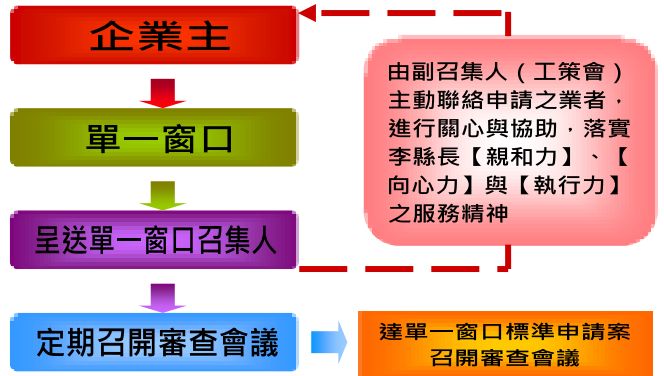 企業主
單一窗口
呈送單一窗口召集人
定期召開審查會議
由副召集人（工策會）
主動聯絡申請之業者，
進行關心與協助，落實
李縣長【親和力】、【
向心力】與【執行力】
之服務精神
達單一窗口標準申請案
召開審查會議